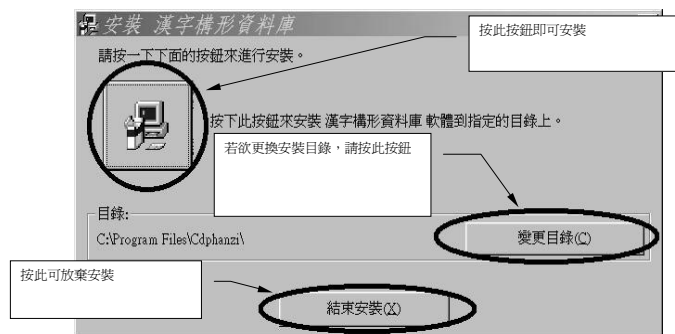 安裝 漢字構形資料庫
按此按鈕即可安裝
請按一下下面的按鈕來進行安裝。
按下此按鈕來安裝 漢字構形資料庫 軟體到指定的目錄上。
若欲更換安裝目錄，請按此按鈕
目錄:
C:\Program Files\Cdphanzi\
變更目錄(C)
按此可放棄安裝
結束安裝(X)